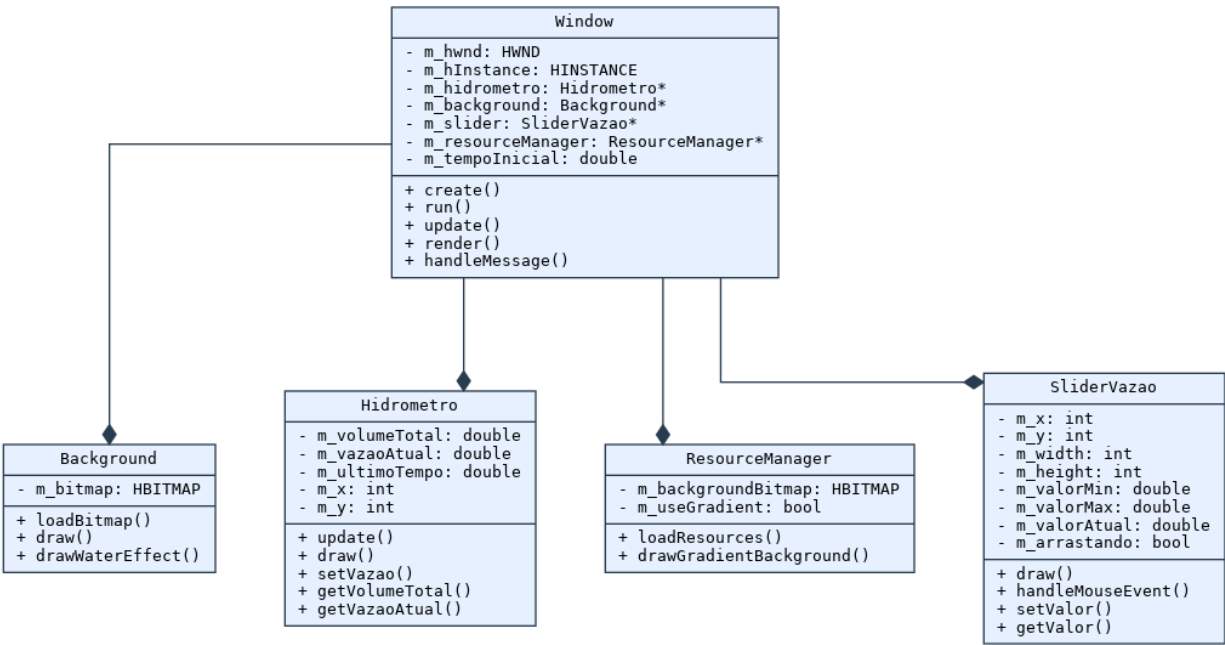 Window
- m_hwnd: HWND
- m_hInstance: HINSTANCE
- m_hidrometro: Hidrometro*
- m_background: Background*
- m_slider: SliderVazao*
- m_resourceManager: ResourceManager*
- m_tempoInicial: double
+ create()
+ run()
+ update()
+ render()
+ handleMessage()
Background
- m_bitmap: HBITMAP
+ loadBitmap()
+ draw()
+ drawWaterEffect()
Hidrometro
- m_volumeTotal: double
- m_vazaoAtual: double
- m_ultimoTempo: double
- m_x: int
- m_y: int
+ update()
+ draw()
+ setVazao()
+ getVolumeTotal()
+ getVazaoAtual()
ResourceManager
- m_backgroundBitmap: HBITMAP
- m_useGradient: bool
+ loadResources()
+ drawGradientBackground()
SliderVazao
- m_x: int
- m_y: int
- m_width: int
- m_height: int
- m_valorMin: double
- m_valorMax: double
- m_valorAtual: double
- m_arrastando: bool
+ draw()
+ handleMouseEvent()
+ setValor()
+ getValor()